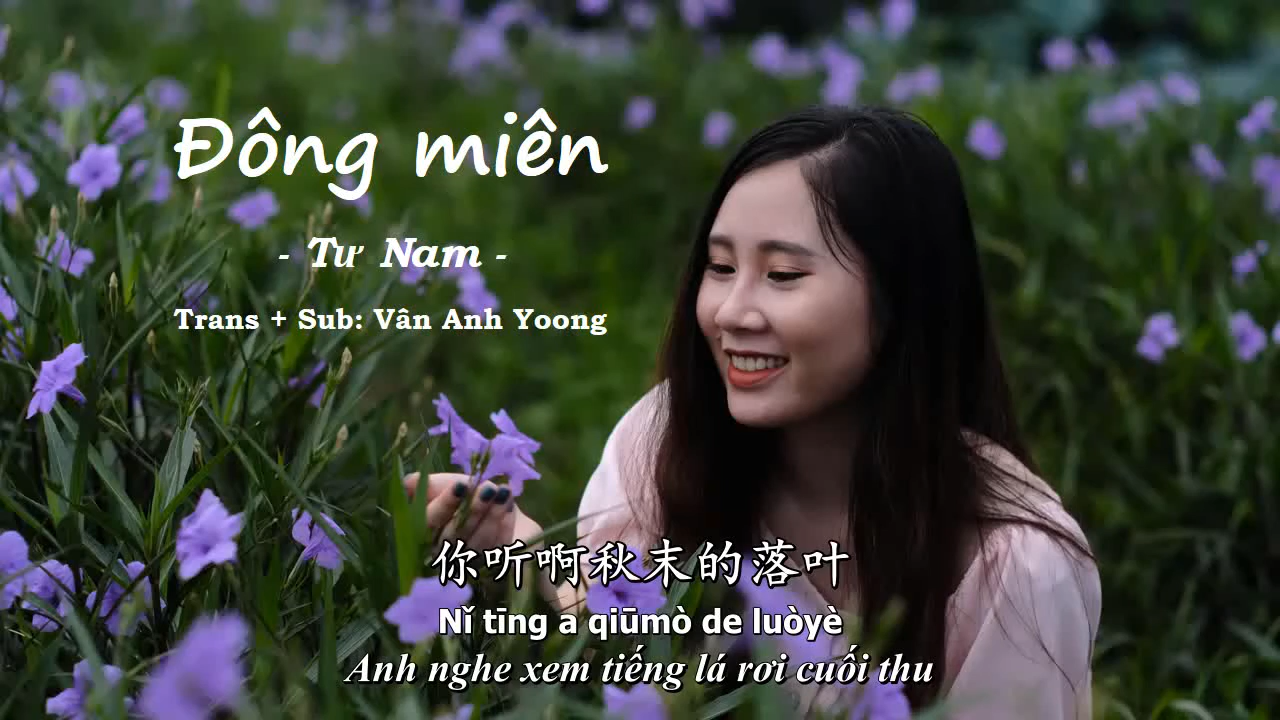 Đông miên
- Tư Nam -
Trans + Sub: Vân Anh Yoong
你听啊秋末的落叶
Nǐ tīng a qiūmò de luòyè
Anh nghe xem tiếng lá rơi cuối thu